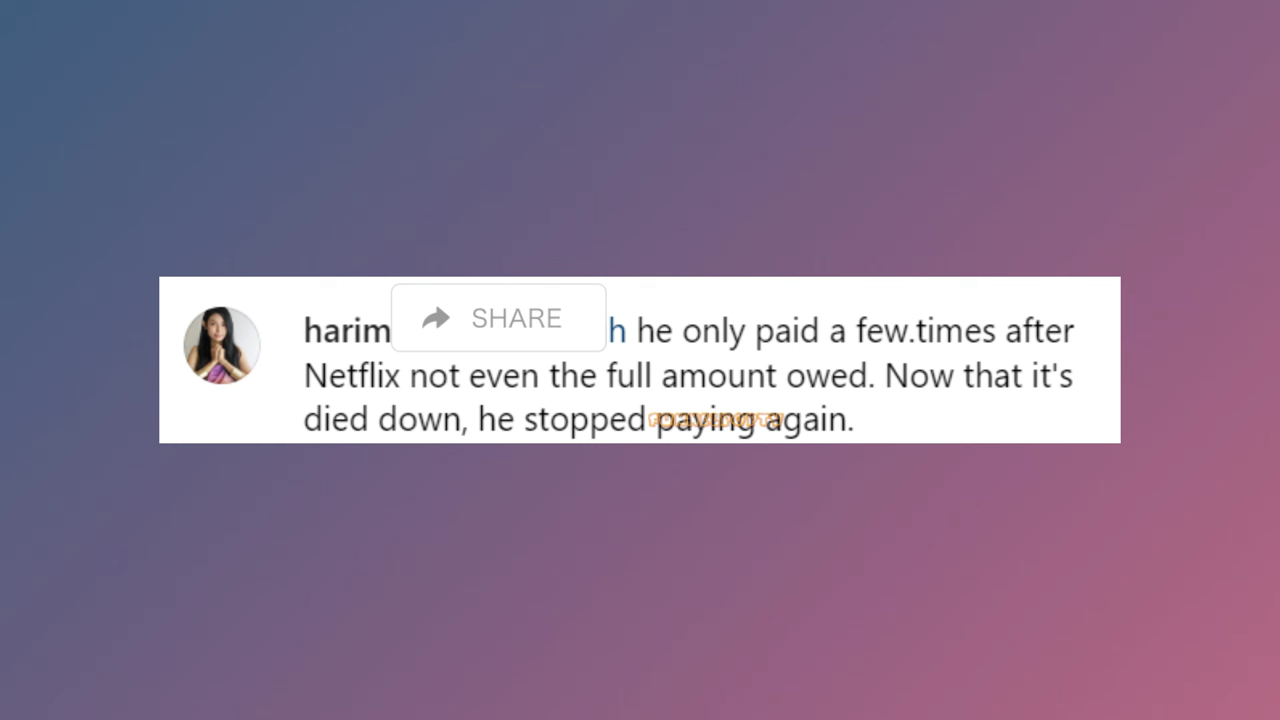 harim
SHARE
h he only paid a few.times after
Netflix not even the full amount owed. Now that it's
died down, he stopped paying again.